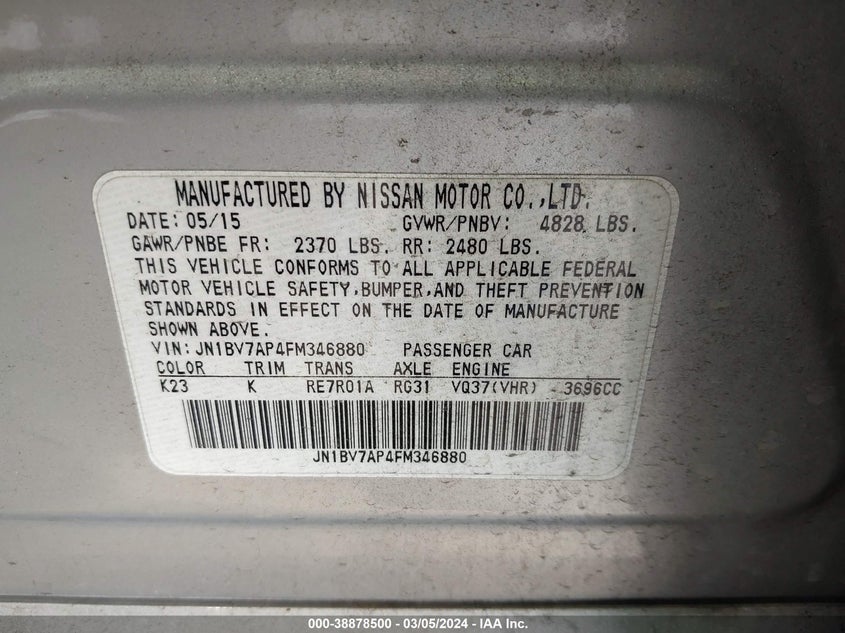 MANUFACTURED BY NISSAN MOTOR CO.,LTD.
DATE: 05/15 GVWR/PNBV: 4828 LBS.
GAWR/PNBE FR: 2370 LBS. RR: 2480 LBS.
THIS VEHICLE CONFORMS TO ALL APPLICABLE FEDERAL
MOTOR VEHICLE SAFETY,BUMPER,AND THEFT PREVENTION
STANDARDS IN EFFECT ON THE DATE OF MANUFACTURE
SHOWN ABOVE.
VIN: JN1BV7AP4FM346880 PASSENGER CAR
COLOR TRIM TRANS AXLE ENGINE
K23 K RE7R01A RG31 VQ37(VHR) - 3696CC
JN1BV7AP4FM346880
000-38878500 - 03/05/2024 - IAA Inc.